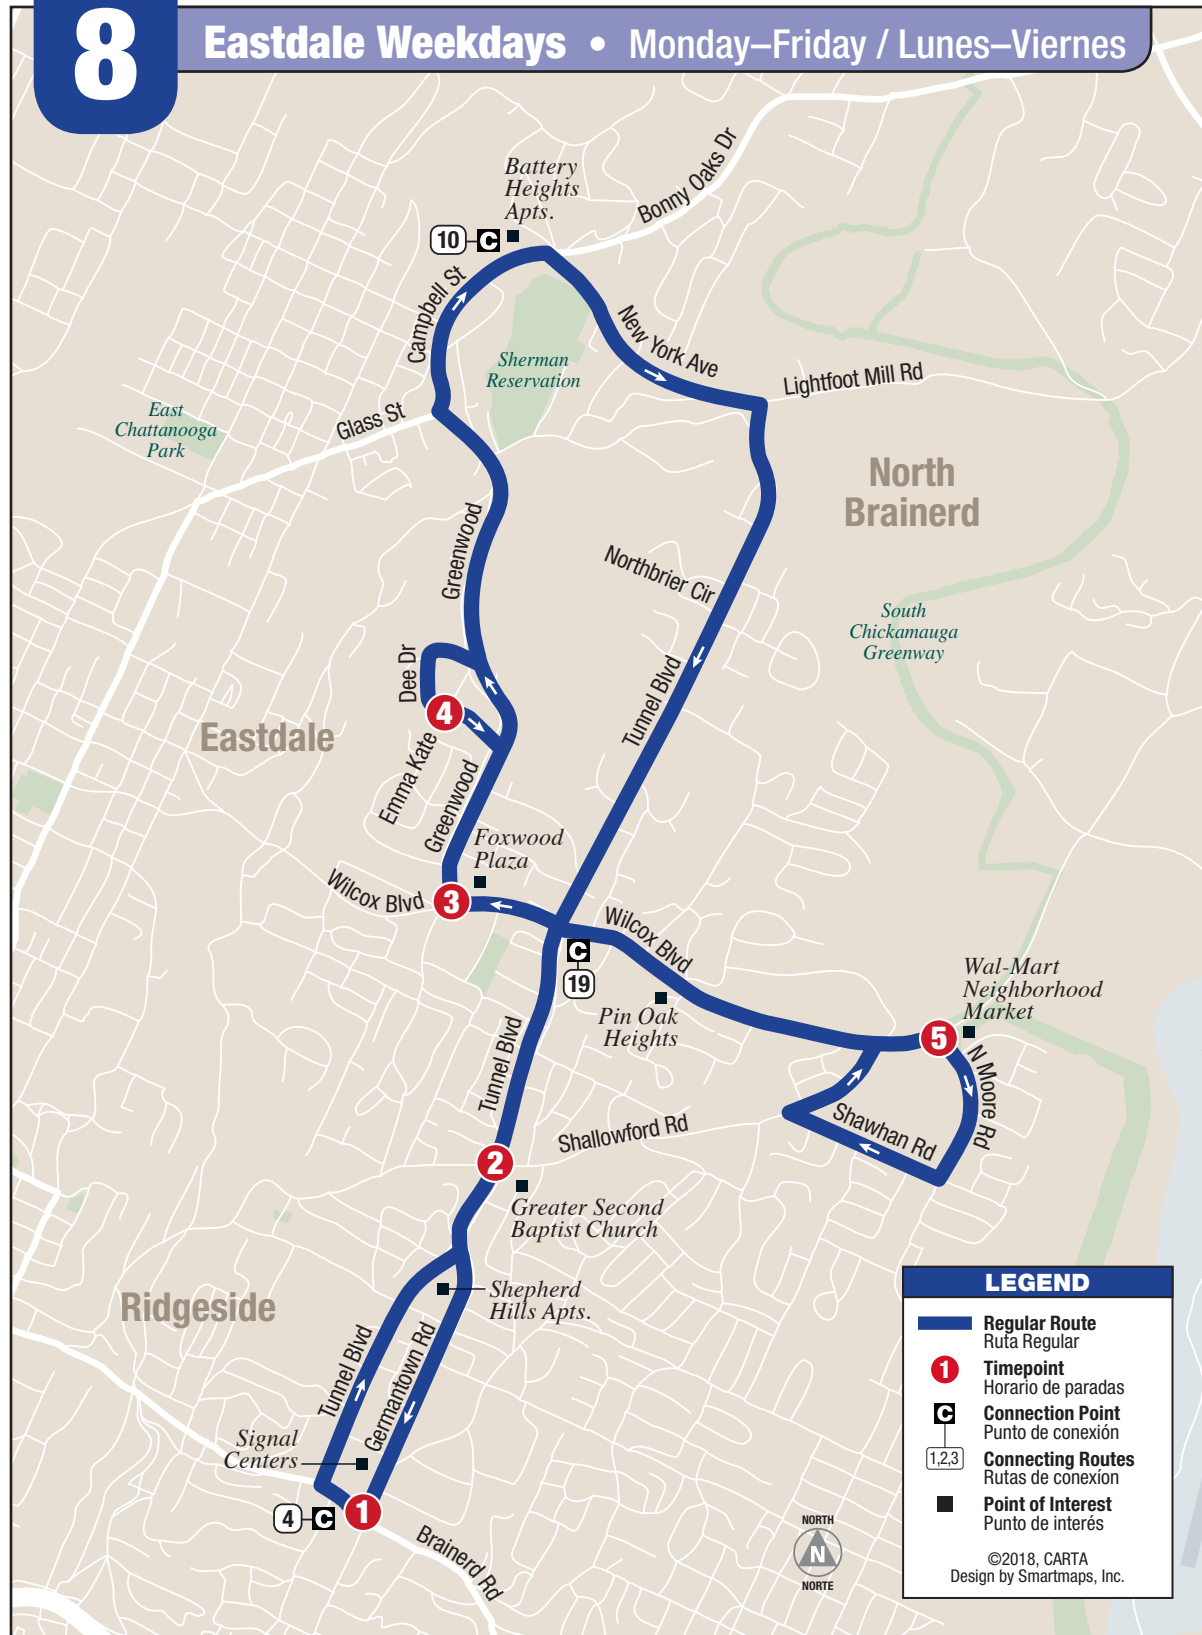 8
Eastdale Weekdays • Monday–Friday / Lunes–Viernes
Battery
Heights
Apts.
Bonny Oaks Dr
10
C
Campbell St
New York Ave
Sherman
Reservation
Lightfoot Mill Rd
Glass St
East
Chattanooga
Park
North
Brainerd
Greenwood
Northbrier Cir
South
Chickamauga
Greenway
Dee Dr
Tunnel Blvd
4
Eastdale
Emma Kate
Greenwood
Foxwood
Plaza
Wilcox Blvd
3
Wilcox Blvd
C
19
Wal-Mart
Neighborhood
Market
Pin Oak
Heights
5
N Moore Rd
Tunnel Blvd
Shawhan Rd
Shallowford Rd
2
Greater Second
Baptist Church
Ridgeside
Shepherd
Hills Apts.
Tunnel Blvd
Germantown Rd
Signal
Centers
4
C
1
Brainerd Rd
NORTH
N
NORTE
LEGEND
Regular Route
Ruta Regular
1
Timepoint
Horario de paradas
C
Connection Point
Punto de conexión
1,2,3
Connecting Routes
Rutas de conexíon
Point of Interest
Punto de interés
©2018, CARTA
Design by Smartmaps, Inc.